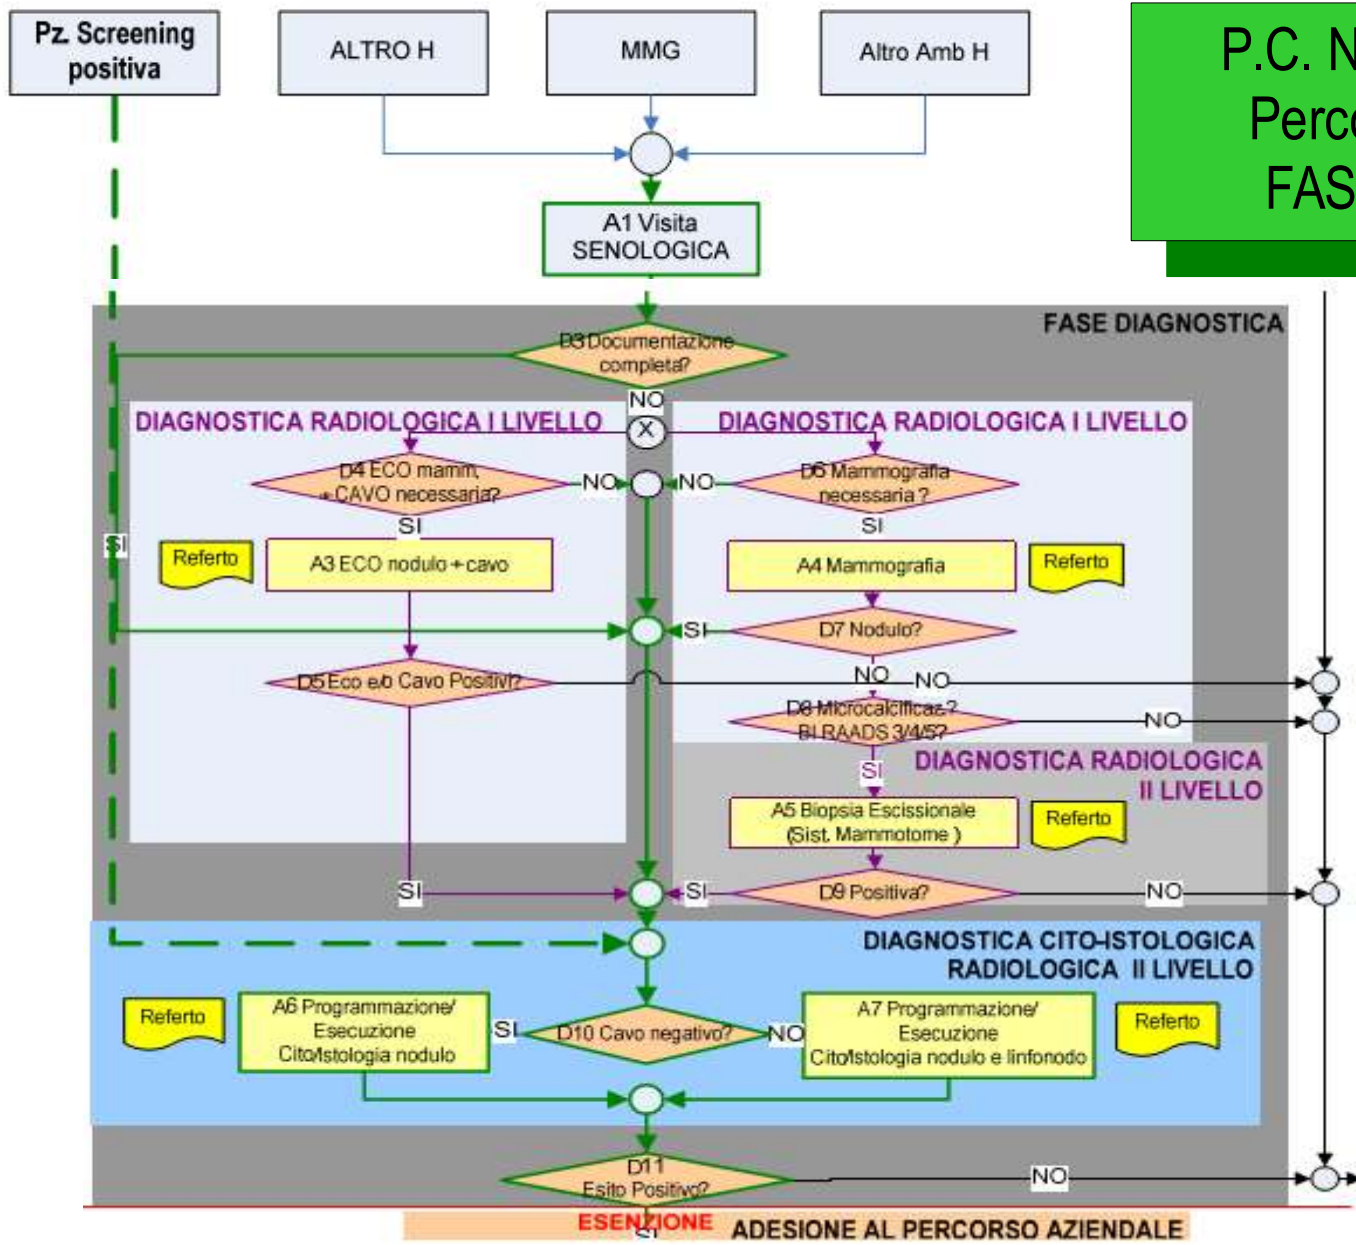 Pz. Screening
positiva
ALTRO H
MMG
Altro Amb H
P.C. N
Perco
FAS
A1 Visita
SENOLOGICA
FASE DIAGNOSTICA
D3 Documentazione
completa?
NO
DIAGNOSTICA RADIOLOGICA I LIVELLO
X
DIAGNOSTICA RADIOLOGICA I LIVELLO
D4 ECO mamm,
+ CAVO necessaria?
NO
NO
D6 Mammografia
necessaria ?
SI
SI
SI
Referto
A3 ECO nodulo + cavo
A4 Mammografia
Referto
SI
D7 Nodulo?
D5 Eco e/o Cavo Positivi?
NO
NO
D8 Microcalcificaz.?
BI RAADS 3/4/5?
NO
SI
DIAGNOSTICA RADIOLOGICA
II LIVELLO
A5 Biopsia Escissionale
(Sist. Mammotome )
Referto
SI
SI
D9 Positiva?
NO
DIAGNOSTICA CITO-ISTOLOGICA
RADIOLOGICA II LIVELLO
Referto
A6 Programmazione/
Esecuzione
Cito/Istologia nodulo
SI
D10 Cavo negativo?
NO
A7 Programmazione/
Esecuzione
Cito/Istologia nodulo e linfonodo
Referto
D11
Esito Positivo?
NO
ESENZIONE
SI
ADESIONE AL PERCORSO AZIENDALE